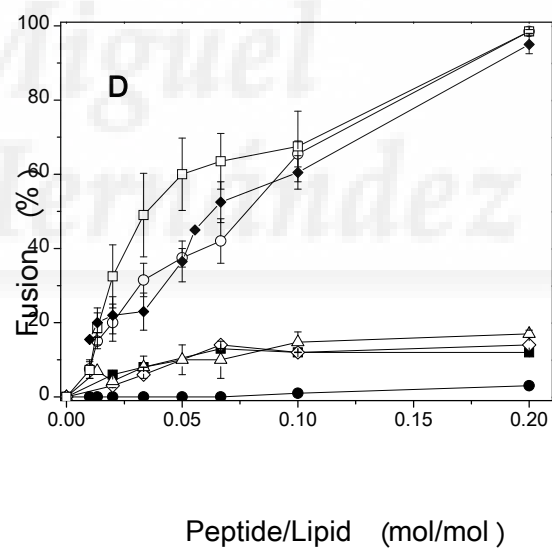 Miguel
Hernández
D
Fusion (%)
100
80
60
40
20
0
0.00 0.05 0.10 0.15 0.20
Peptide/Lipid (mol/mol)